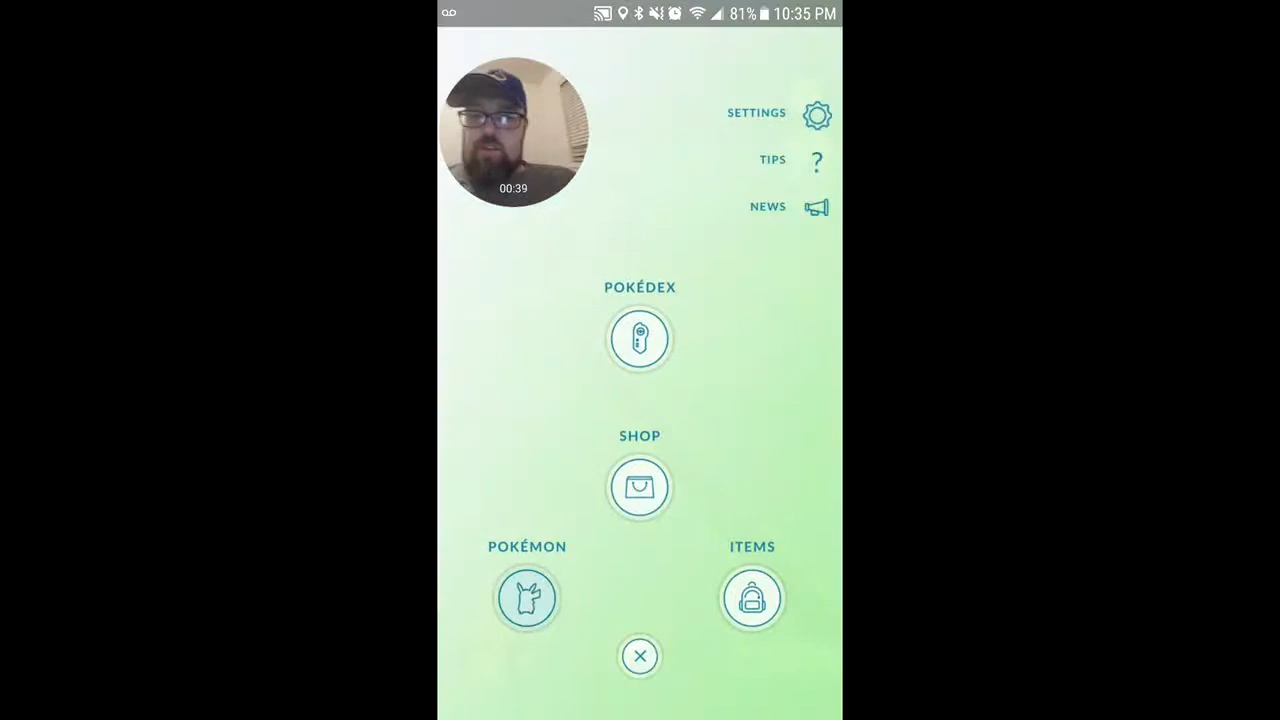 81% 10:35 PM
SETTINGS
TIPS ?
NEWS
00:39
POKÉDEX
SHOP
POKÉMON
ITEMS